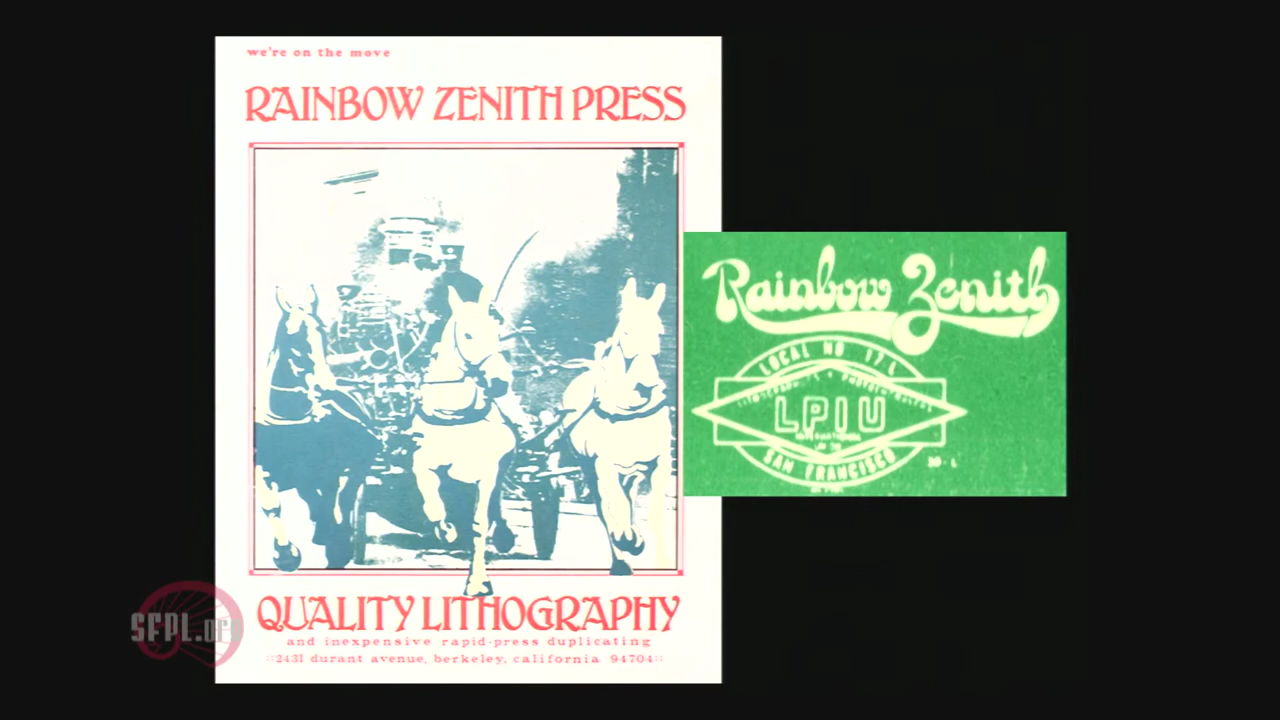 we're on the move
RAINBOW ZENITH PRESS
QUALITY LITHOGRAPHY
and inexpensive rapid-press duplicating
::2431 durant avenue, berkeley, california 94704::
Rainbow Zenith
LOCAL NO 17-L
LPIU
SAN FRANCISCO
SFPL.or